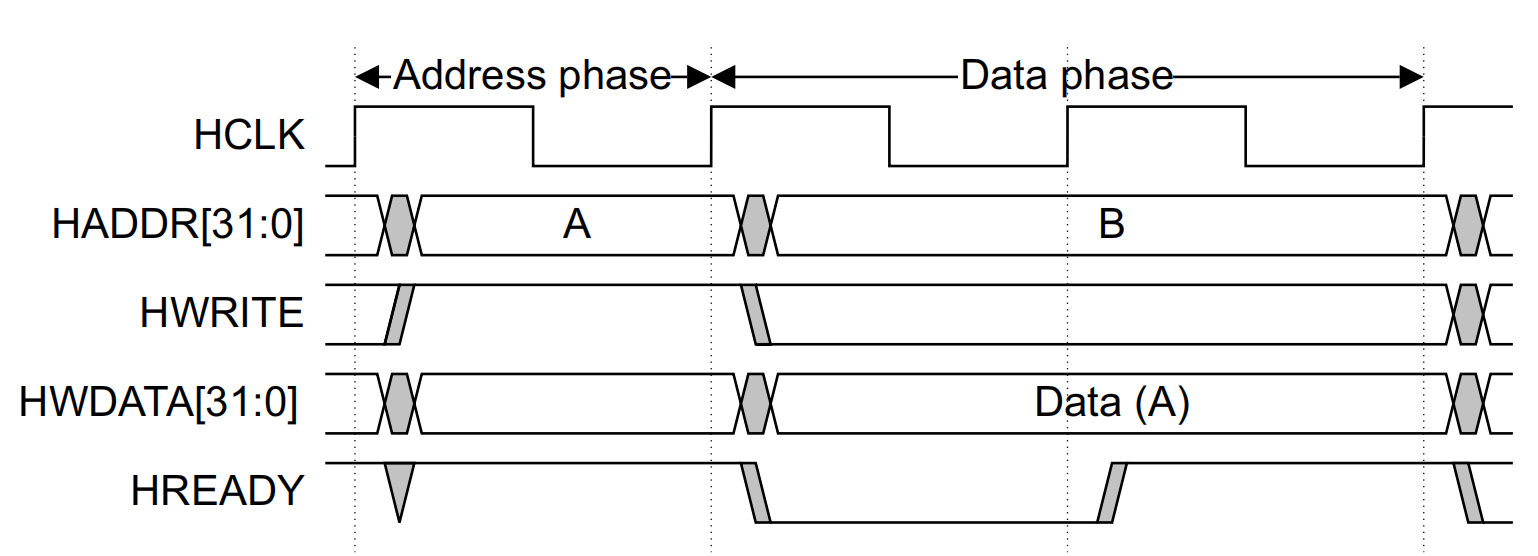 Address phase Data phase
HCLK
HADDR[31:0] A B
HWRITE
HWDATA[31:0] Data (A)
HREADY